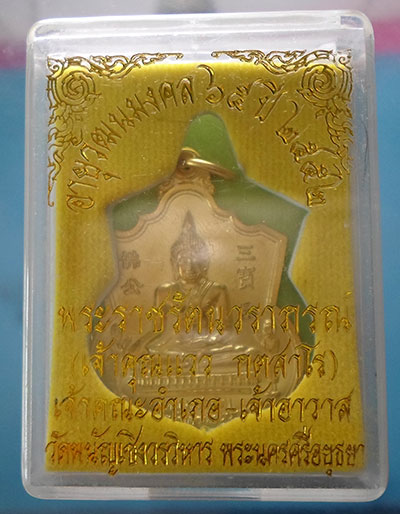 อายุวัฒนมงคล ๖๕ ปี ๒๕๕๒
พระราชรัตนวราภรณ์
(เจ้าคุณแวว กตสาโร)
เจ้าคณะอำเภอ-เจ้าอาวาส
วัดพนัญเชิงวรวิหาร พระนครศรีอยุธยา